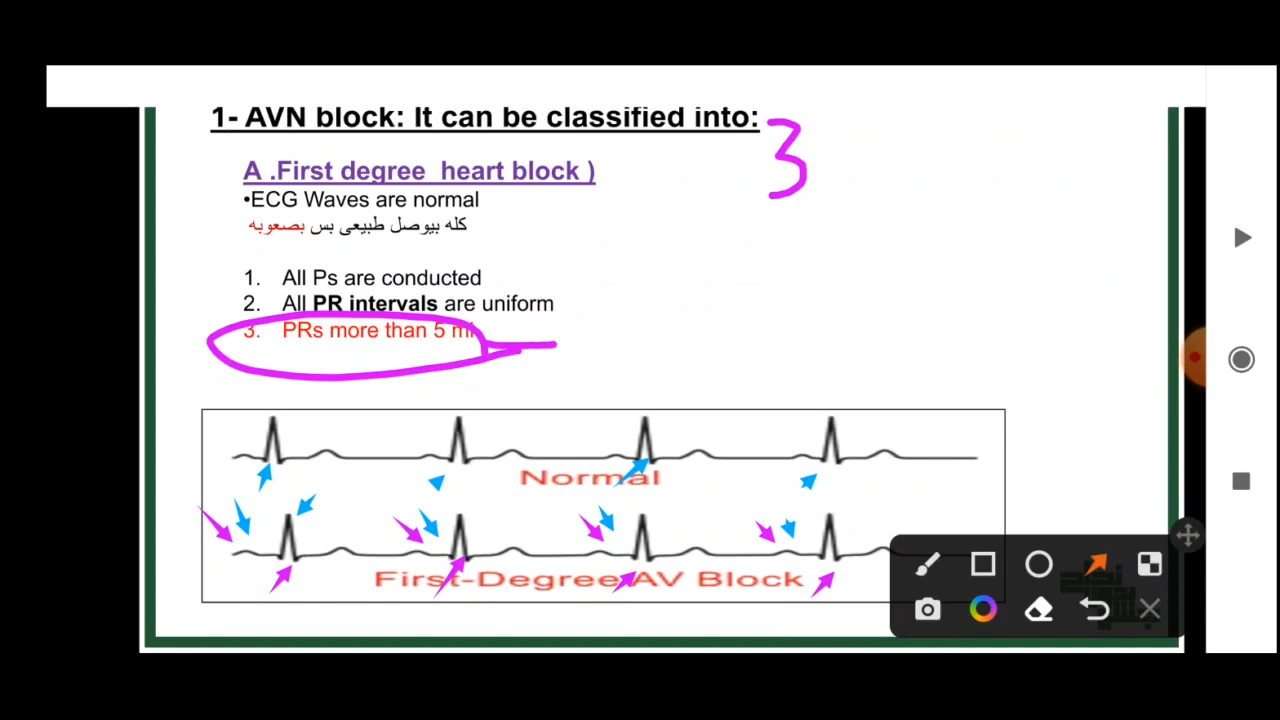 1- AVN block: It can be classified into:
3
A .First degree heart block )
•ECG Waves are normal
كله بيوصل طبيعى بس بصعوبه
1. All Ps are conducted
2. All PR intervals are uniform
3. PRs more than 5
Normal
First-Degree AV Block